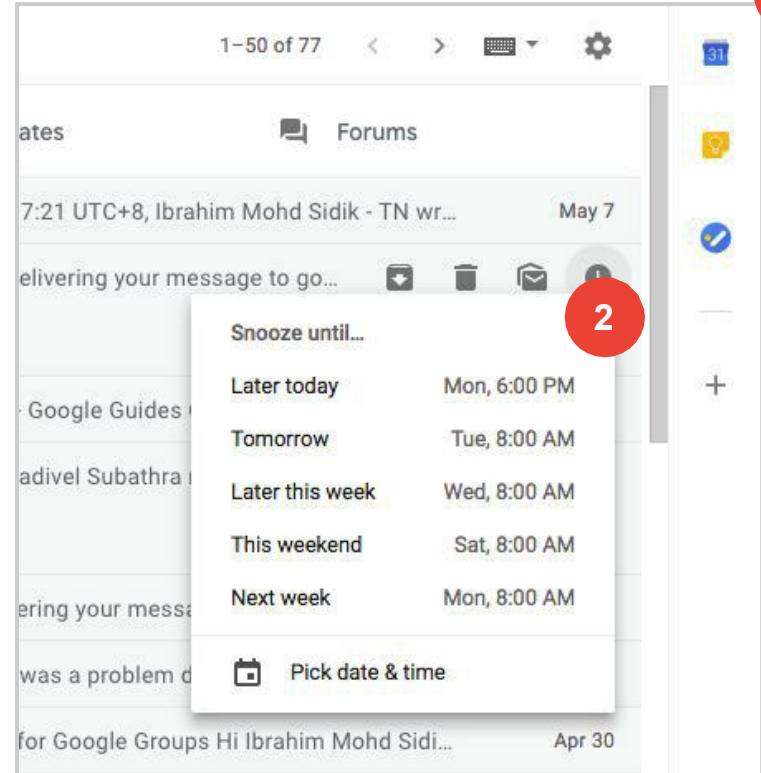 1–50 of 77
31
ates Forums
7:21 UTC+8, Ibrahim Mohd Sidik - TN wr... May 7
elivering your message to go...
2
Snooze until...
Later today Mon, 6:00 PM
Tomorrow Tue, 8:00 AM
Later this week Wed, 8:00 AM
This weekend Sat, 8:00 AM
Next week Mon, 8:00 AM
Pick date & time
- Google Guides
adivel Subathra
ering your messa
was a problem d
for Google Groups Hi Ibrahim Mohd Sidi... Apr 30